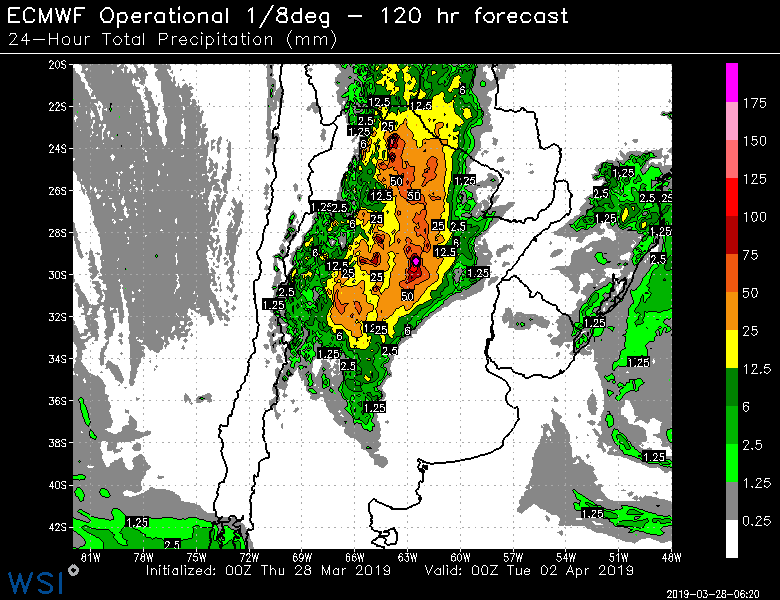 ECMWF Operational 1/8deg − 120 hr forecast
24−Hour Total Precipitation (mm)
20S
22S
24S
26S
28S
30S
32S
34S
36S
38S
40S
42S
81W 78W 75W 72W 69W 66W 63W 60W 57W 54W 51W 48W
6
12.5 12.5
2.5 25
1.25
6
50 1.25
12.5 50
1.25
2.5 2.5 .25
1.25 2.5
6 25 1.25
25 2.5
6 6
12.5
12.5 2.5
25 25 1.25
2.5
1.25 50
12 25 6 1.25
6
1.25 2.5
2.5 1.25
1.25
1.25
1.25 1.25
2.5
175
150
125
100
75
50
25
12.5
6
2.5
1.25
0.25
WSI
Initialized: 00Z Thu 28 Mar 2019 Valid: 00Z Tue 02 Apr 2019
2019−03−28−06:20